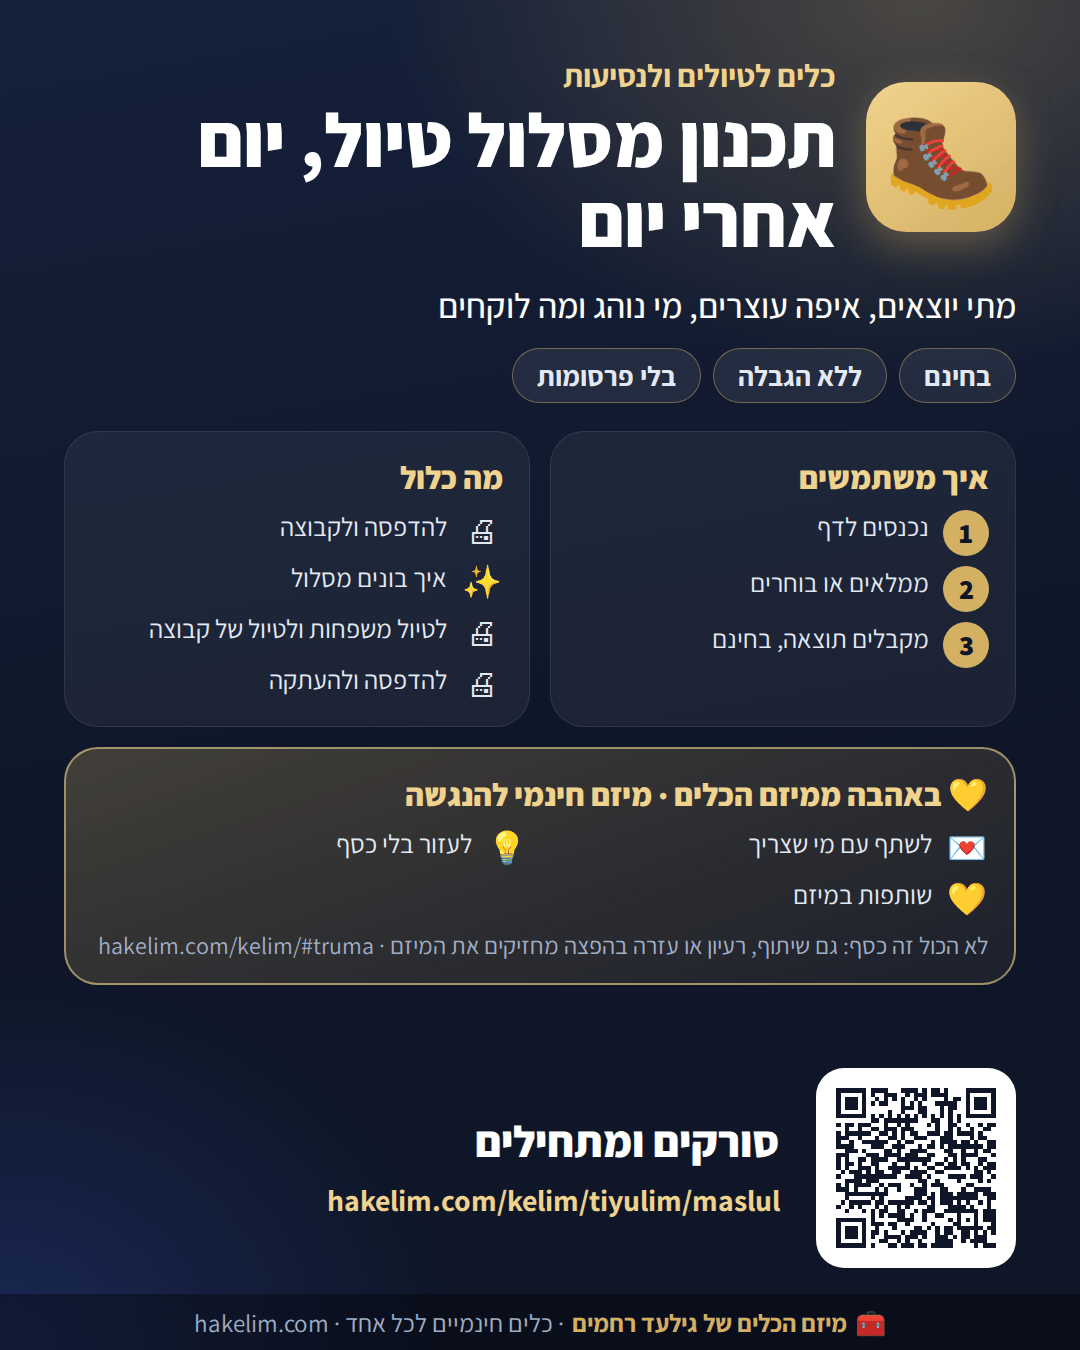 כלים לטיולים ולנסיעות
תכנון מסלול טיול, יום
אחרי יום
מתי יוצאים, איפה עוצרים, מי נוהג ומה לוקחים
בחינם
ללא הגבלה
בלי פרסומות
איך משתמשים
1 נכנסים לדף
2 ממלאים או בוחרים
3 מקבלים תוצאה, בחינם
מה כלול
להדפסה ולקבוצה
איך בונים מסלול
לטיול משפחות ולטיול של קבוצה
להדפסה ולהעתקה
באהבה ממיזם הכלים · מיזם חינמי להנגשה
לשתף עם מי שצריך
לעזור בלי כסף
שותפות במיזם
לא הכול זה כסף: גם שיתוף, רעיון או עזרה בהפצה מחזיקים את המיזם · hakelim.com/kelim/#truma
סורקים ומתחילים
hakelim.com/kelim/tiyulim/maslul
מיזם הכלים של גילעד רחמים · כלים חינמיים לכל אחד · hakelim.com